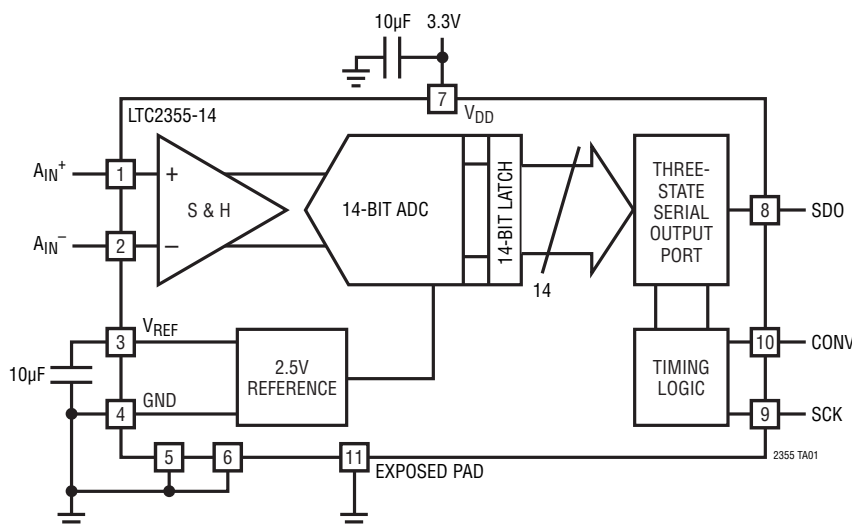 10µF
3.3V
7
VDD
LTC2355-14
AIN+
1
+
S & H
AIN–
2
–
14-BIT ADC
14-BIT LATCH
14
THREE-
STATE
SERIAL
OUTPUT
PORT
8
SDO
3
VREF
10µF
4
GND
2.5V
REFERENCE
TIMING
LOGIC
10
CONV
9
SCK
5
6
11
EXPOSED PAD
2355 TA01